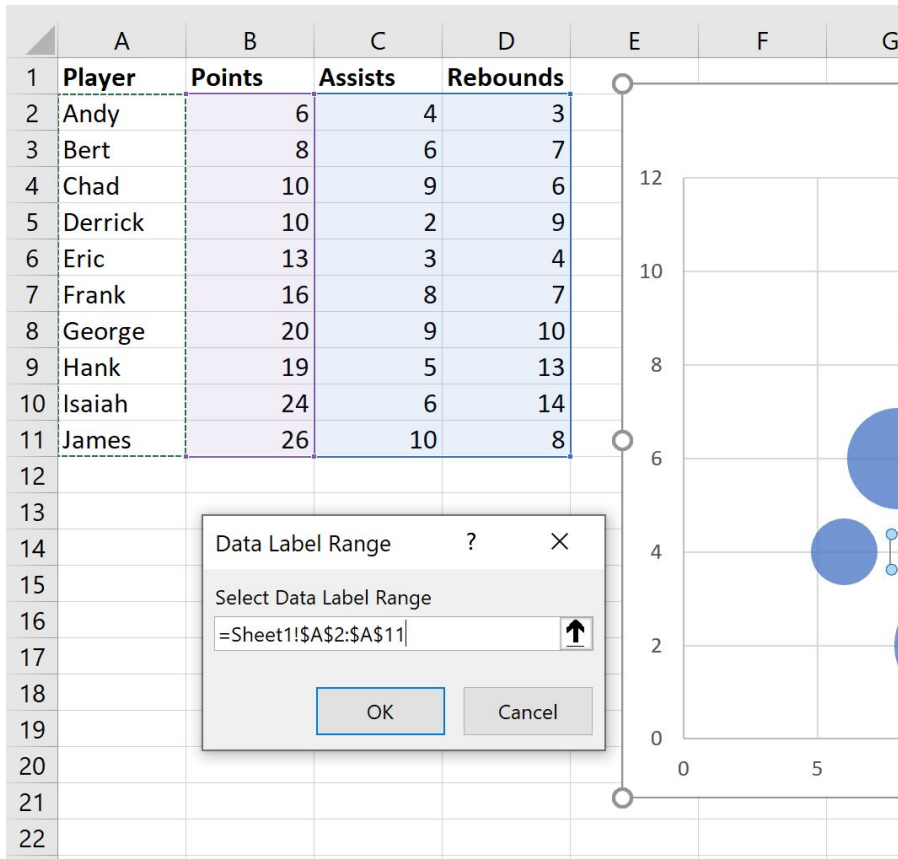 A B C D E F G
1 Player Points Assists Rebounds
2 Andy 6 4 3
3 Bert 8 6 7
4 Chad 10 9 6
5 Derrick 10 2 9
6 Eric 13 3 4
7 Frank 16 8 7
8 George 20 9 10
9 Hank 19 5 13
10 Isaiah 24 6 14
11 James 26 10 8
12
13
14
15
16
17
18
19
20
21
22
Data Label Range ?
Select Data Label Range
=Sheet1!$A$2:$A$11
OK Cancel
12
10
8
6
4
2
0
0 5